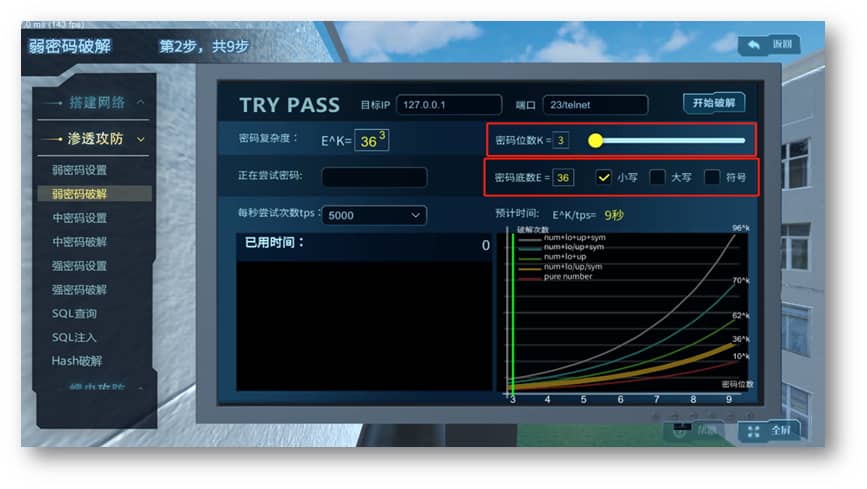 .0 ms (143 fps)
弱密码破解 第2步，共9步
返回
搭建网络
渗透攻防
弱密码设置
弱密码破解
中密码设置
中密码破解
强密码设置
强密码破解
SQL查询
SQL注入
Hash破解
TRY PASS 目标IP 127.0.0.1 端口 23/telnet 开始破解
密码复杂度： E^K= 36 3
密码位数K = 3
正在尝试密码:
密码底数E = 36 小写 大写 符号
每秒尝试次数tps： 5000
预计时间: E^K/tps= 9秒
已用时间： 0
破解次数
num+lo+up+sym
num+lo/up+sym
num+lo+up
num+lo/up/sym
pure number
96^k
70^k
62^k
36^k
10^k
密码位数
3 4 5 6 7 8 9
全屏